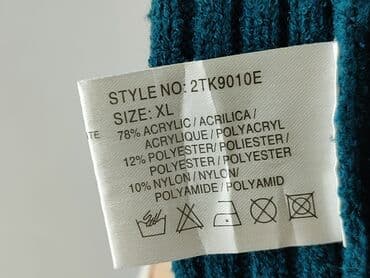 STYLE NO: 2TK9010E
SIZE: XL
TE
78% ACRYLIC / ACRILICA /
ACRYLIQUE / POLYACRYL
12% POLYESTER/ POLIESTER /
POLYESTER/ POLYESTER
10% NYLON / NYLON/
POLYAMIDE / POLYAMID